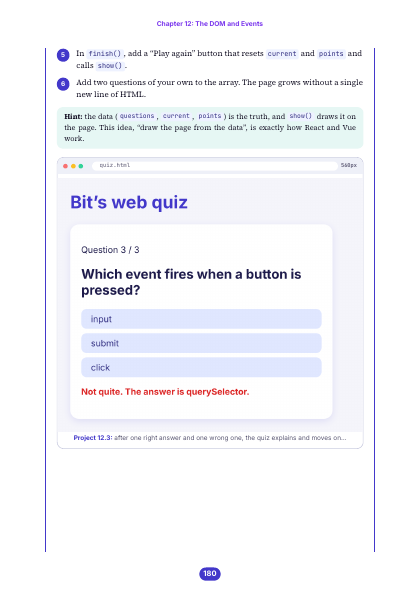 Chapter 12: The DOM and Events
5 In finish(), add a “Play again” button that resets current and points and
calls show().
6 Add two questions of your own to the array. The page grows without a single
new line of HTML.
Hint: the data (questions, current, points) is the truth, and show() draws it on
the page. This idea, “draw the page from the data”, is exactly how React and Vue
work.
quiz.html 560px
Bit’s web quiz
Question 3 / 3
Which event fires when a button is
pressed?
input
submit
click
Not quite. The answer is querySelector.
Project 12.3: after one right answer and one wrong one, the quiz explains and moves on…
180